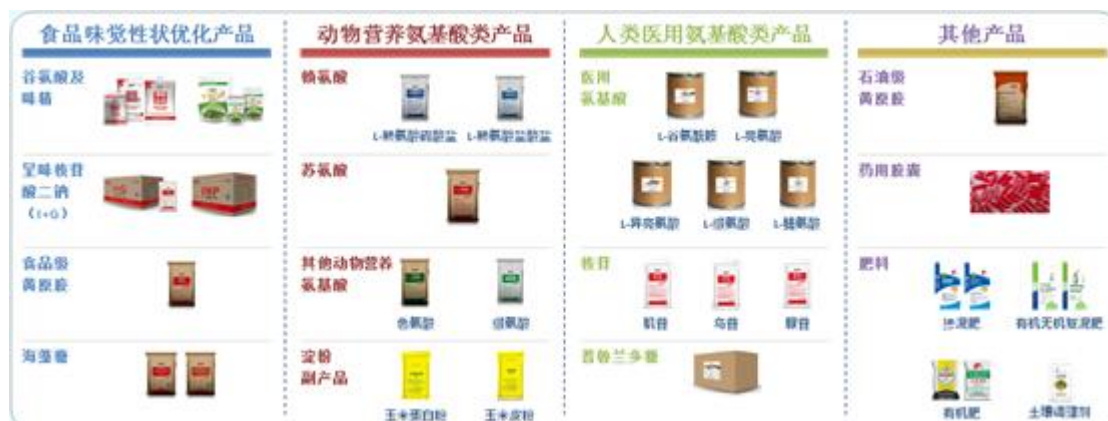 食品味觉性状优化产品
谷氨酸及
味精
呈味核苷
酸二钠
(I+G)
食品级
黄原胶
海藻糖
动物营养氨基酸类产品
赖氨酸
L-赖氨酸硫酸盐
L-赖氨酸盐酸盐
苏氨酸
其他动物营养
氨基酸
色氨酸
缬氨酸
淀粉
副产品
玉米蛋白粉
玉米皮粉
人类医用氨基酸类产品
医用
氨基酸
L-谷氨酰胺
L-亮氨酸
L-异亮氨酸
L-缬氨酸
L-脯氨酸
核苷
肌苷
鸟苷
腺苷
普鲁兰多糖
其他产品
石油级
黄原胶
药用胶囊
肥料
有机无机复混肥
有机肥
土壤调理剂